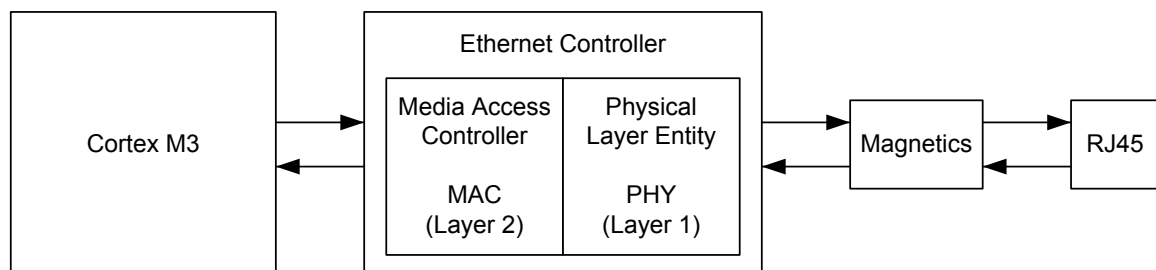 Ethernet Controller
Cortex M3
Media Access
Controller
MAC
(Layer 2)
Physical
Layer Entity
PHY
(Layer 1)
Magnetics
RJ45